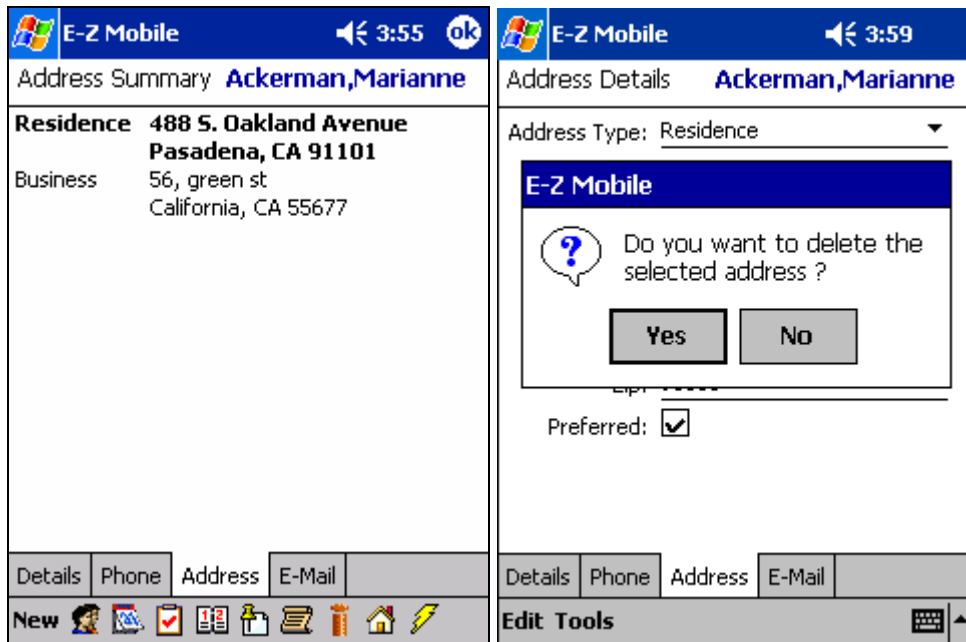 E-Z Mobile 3:55 ok
Address Summary Ackerman,Marianne
Residence 488 S. Oakland Avenue
Pasadena, CA 91101
Business 56, green st
California, CA 55677
Details Phone Address E-Mail
New
E-Z Mobile 3:59
Address Details Ackerman,Marianne
Address Type: Residence
E-Z Mobile
Do you want to delete the
selected address ?
Yes No
Preferred:
Details Phone Address E-Mail
Edit Tools